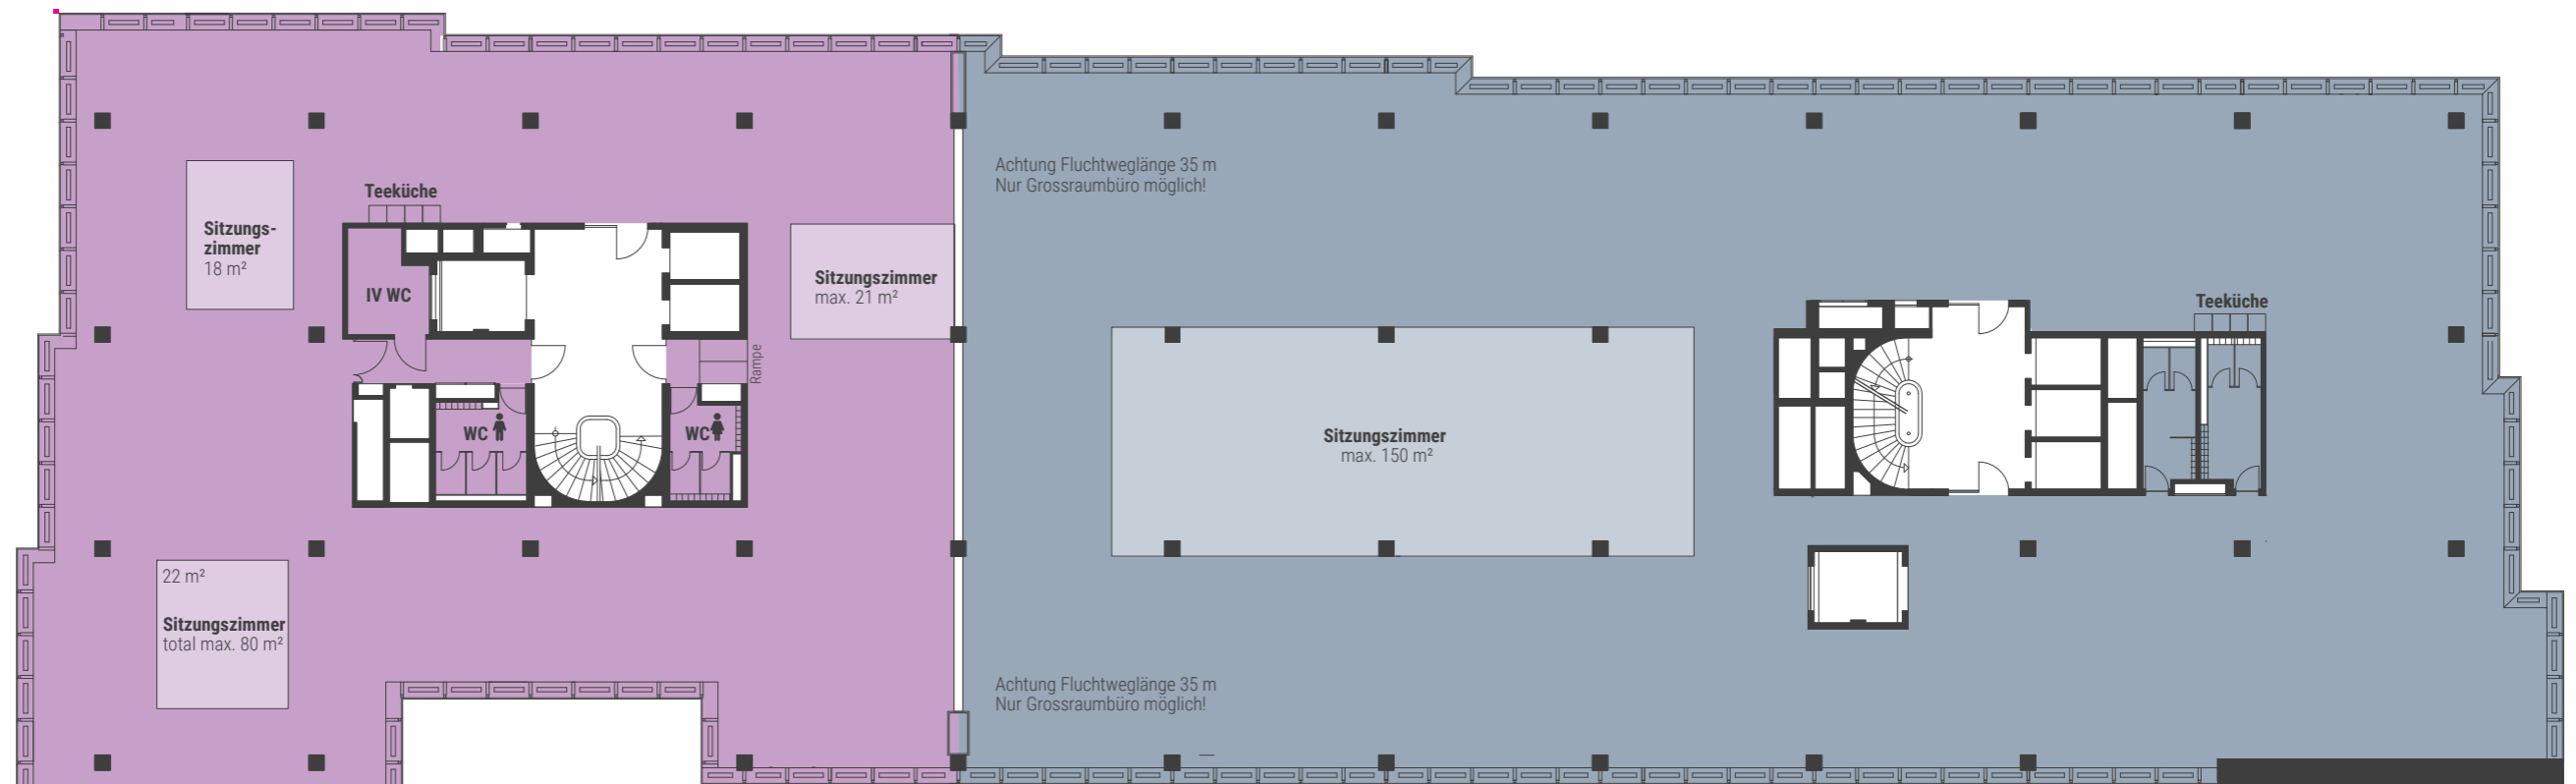 Achtung Fluchtweglänge 35 m
Nur Grossraumbüro möglich!
Teeküche
Sitzungs-
zimmer
18 m²
Sitzungszimmer
max. 21 m²
IV WC
Teeküche
Rampe
WC
WC
Sitzungszimmer
max. 150 m²
22 m²
Sitzungszimmer
total max. 80 m²
Achtung Fluchtweglänge 35 m
Nur Grossraumbüro möglich!